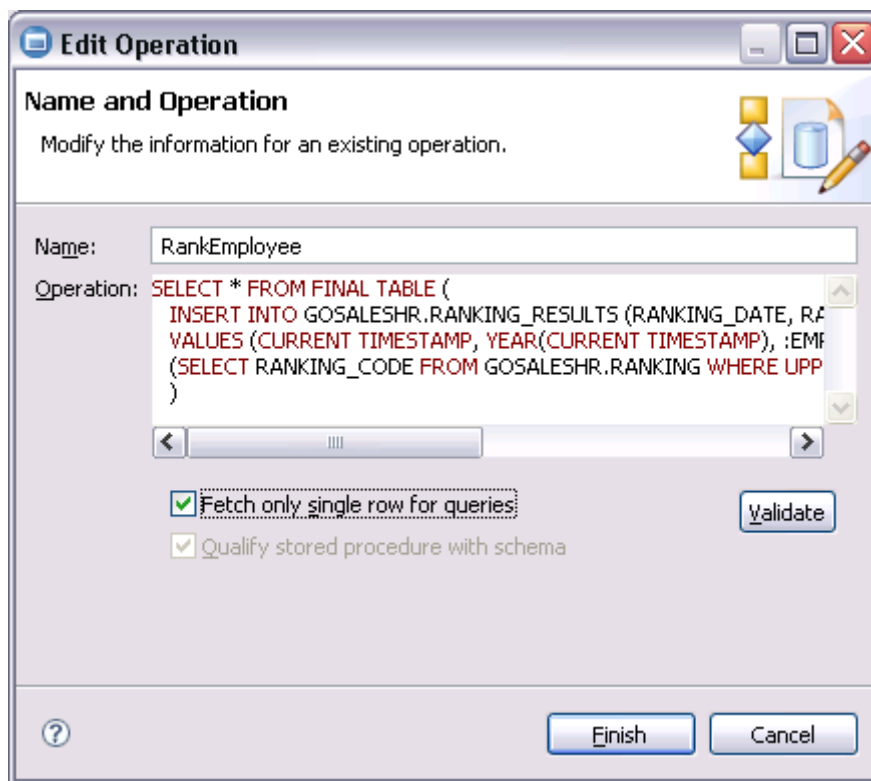 Edit Operation
Name and Operation
Modify the information for an existing operation.
Name: RankEmployee
Operation: SELECT * FROM FINAL TABLE (
INSERT INTO GOSALESHR.RANKING_RESULTS (RANKING_DATE, RA
VALUES (CURRENT TIMESTAMP, YEAR(CURRENT TIMESTAMP), :EMP
(SELECT RANKING_CODE FROM GOSALESHR.RANKING WHERE UPP
)
Fetch only single row for queries
Validate
Qualify stored procedure with schema
Finish Cancel